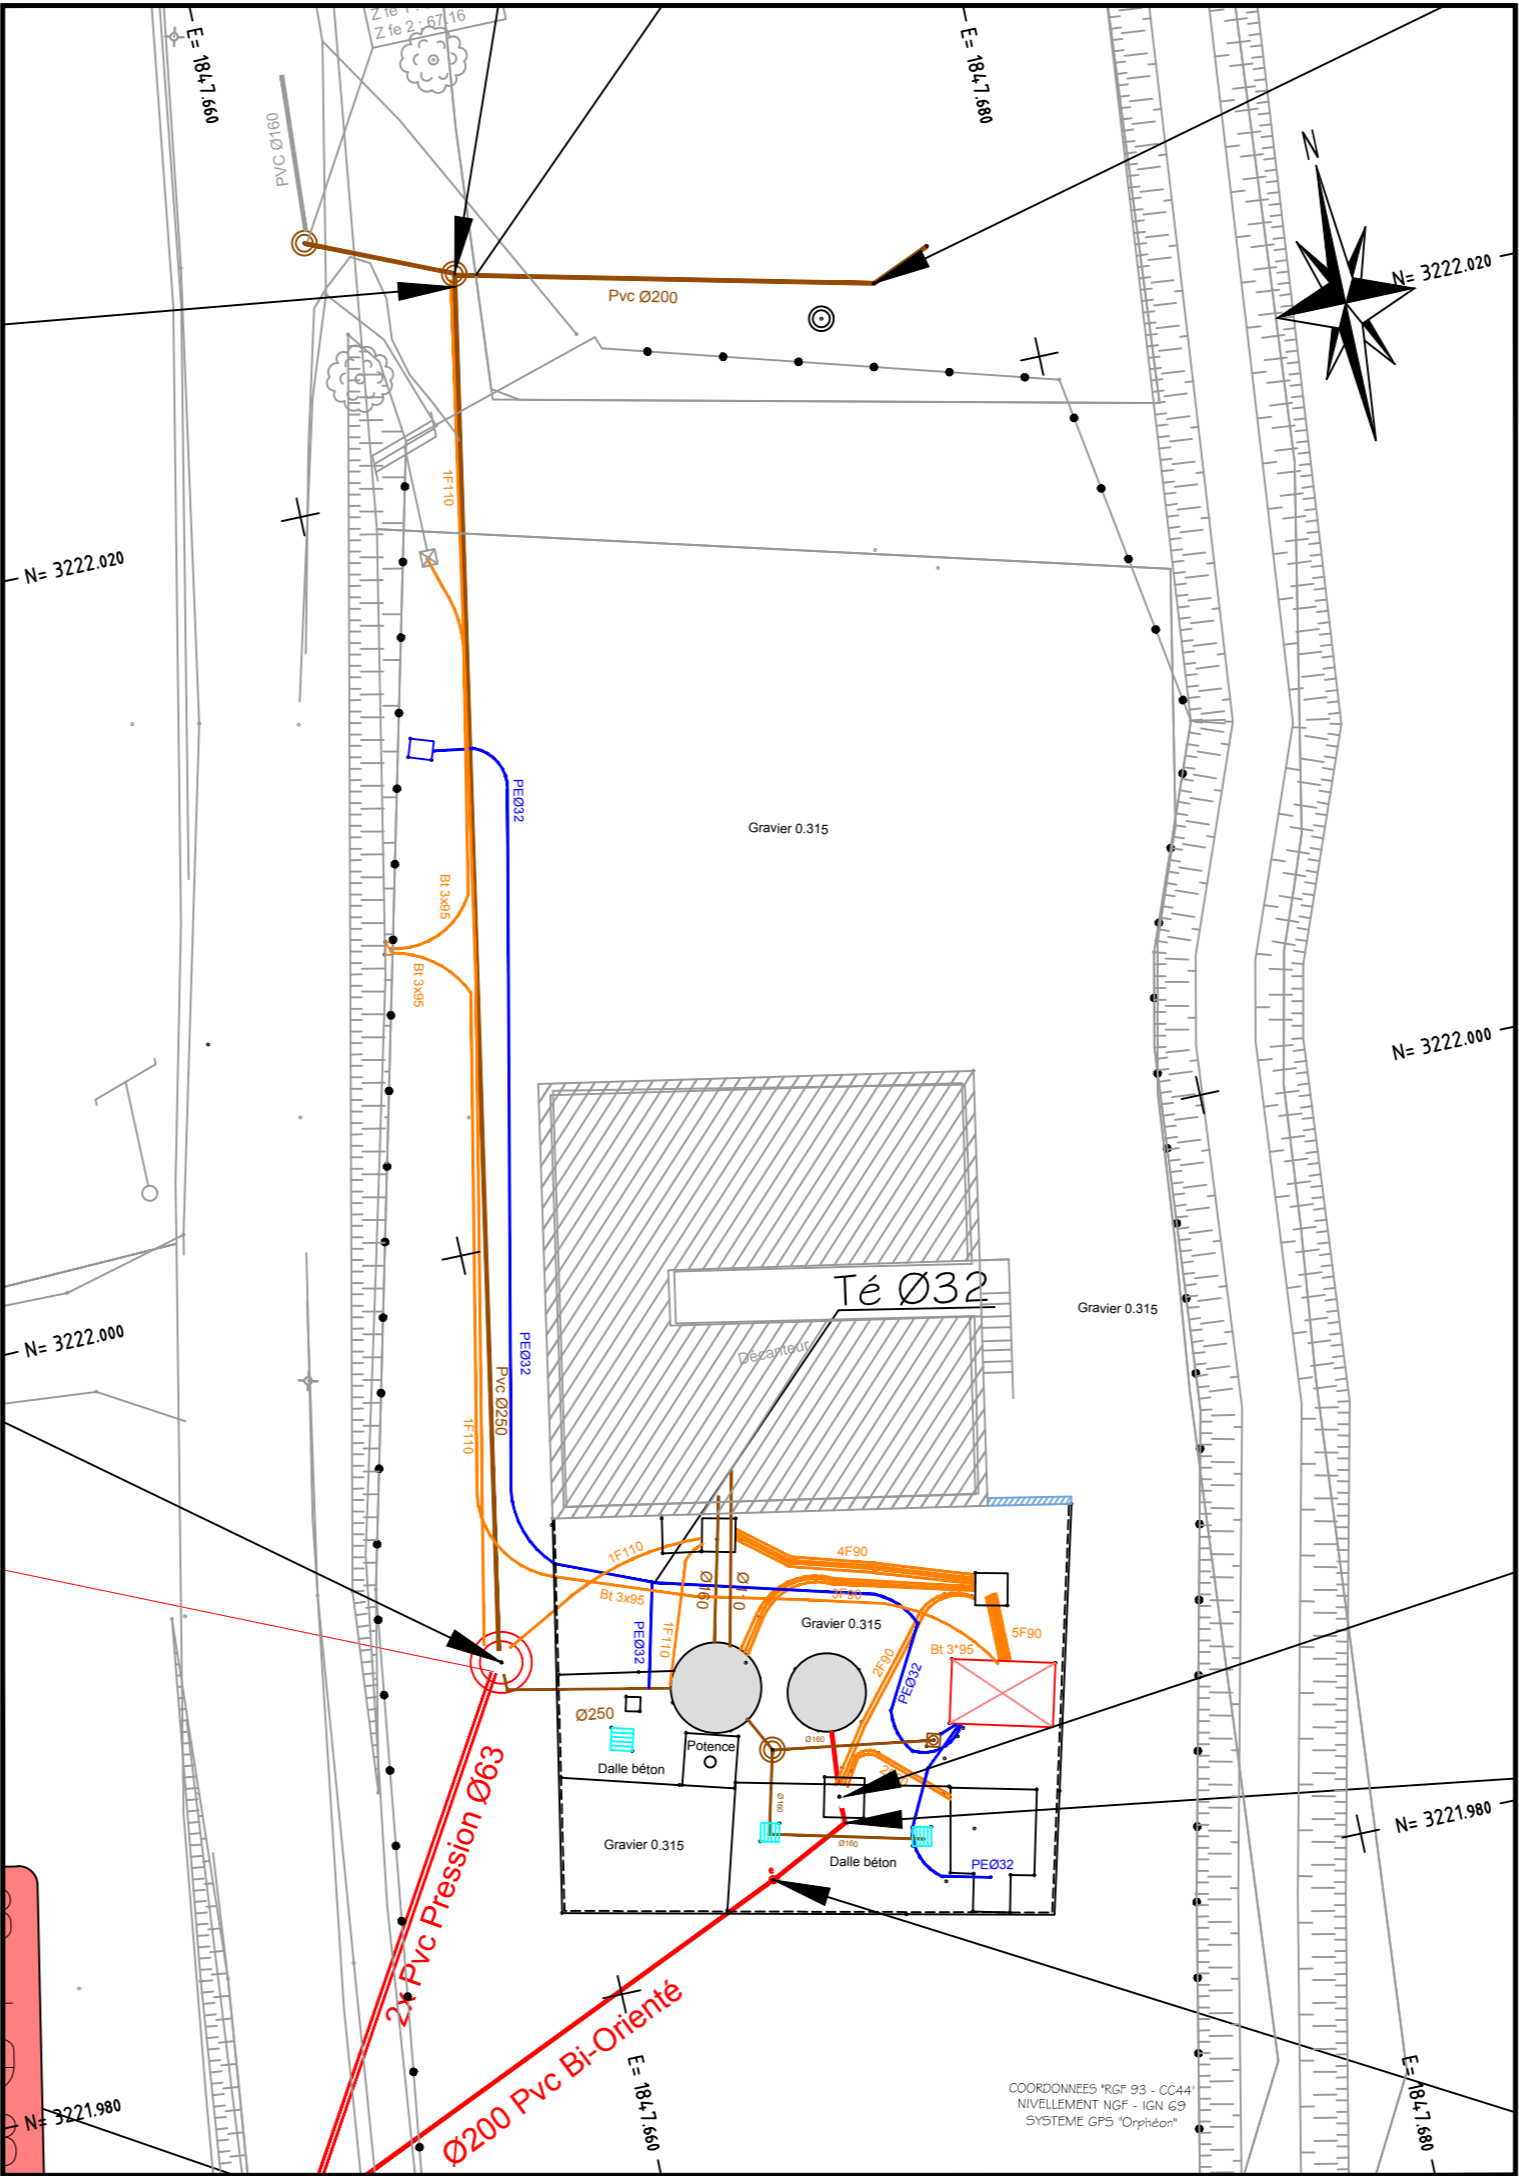 Z fe 2 : 67.16
E= 1847.660
E= 1847.680
PVC Ø160
N
N= 3222.020
Pvc Ø200
1F110
N= 3222.020
PEØ32
Gravier 0.315
Bt 3x95
Bt 3x95
N= 3222.000
Té Ø32
Gravier 0.315
N= 3222.000
Décanteur
PEØ32
Pvc Ø250
1F110
1F110
4F90
Bt 3x95
Ø160
3F90
Gravier 0.315
5F90
PEØ32
1F110
2F90
Bt 3*95
PEØ32
Ø250
Potence
Ø160
Dalle béton
2x Pvc Pression Ø63
Ø160
N= 3221.980
Gravier 0.315
Ø160
Dalle béton
PEØ32
Ø200 Pvc Bi-Orienté
E= 1847.660
E= 1847.680
COORDONNEES "RGF 93 - CC44"
NIVELLEMENT NGF - IGN 69
SYSTEME GPS "Orphéon"
N= 3221.980